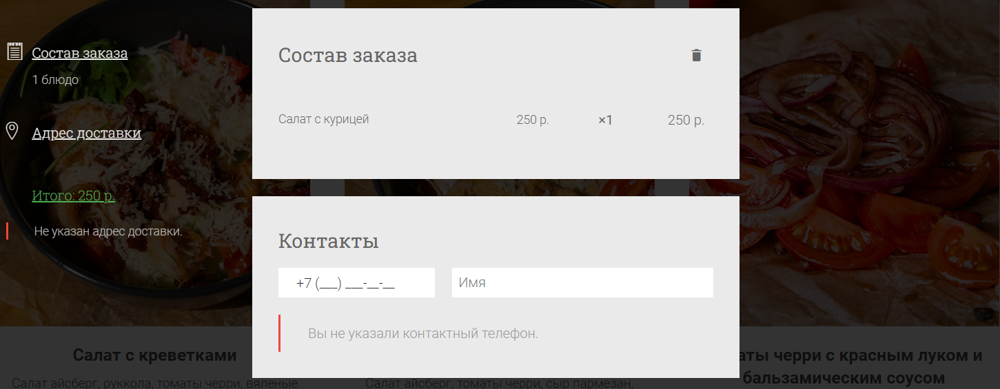 Состав заказа
1 блюдо
Адрес доставки
Итого: 250 р.
Не указан адрес доставки.
Состав заказа
Салат с курицей 250 р. ×1 250 р.
Контакты
+7 (___) ___-__-__ Имя
Вы не указали контактный телефон.
Салат с креветками
Салат айсберг, руккола, томаты черри, вяленые
Салат айсберг, томаты черри, сыр пармезан,
аты черри с красным луком и
бальзамическим соусом